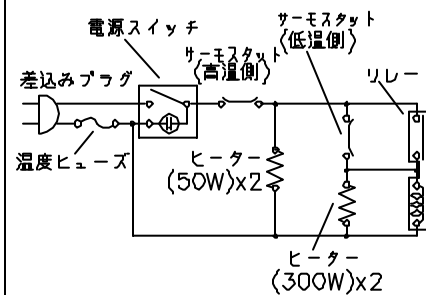 電源スイッチ
サーモスタット
(低温側)
サーモスタット
(高温側)
リレー
差込みプラグ
温度ヒューズ
ヒーター
(50W)x2
ヒーター
(300W)x2